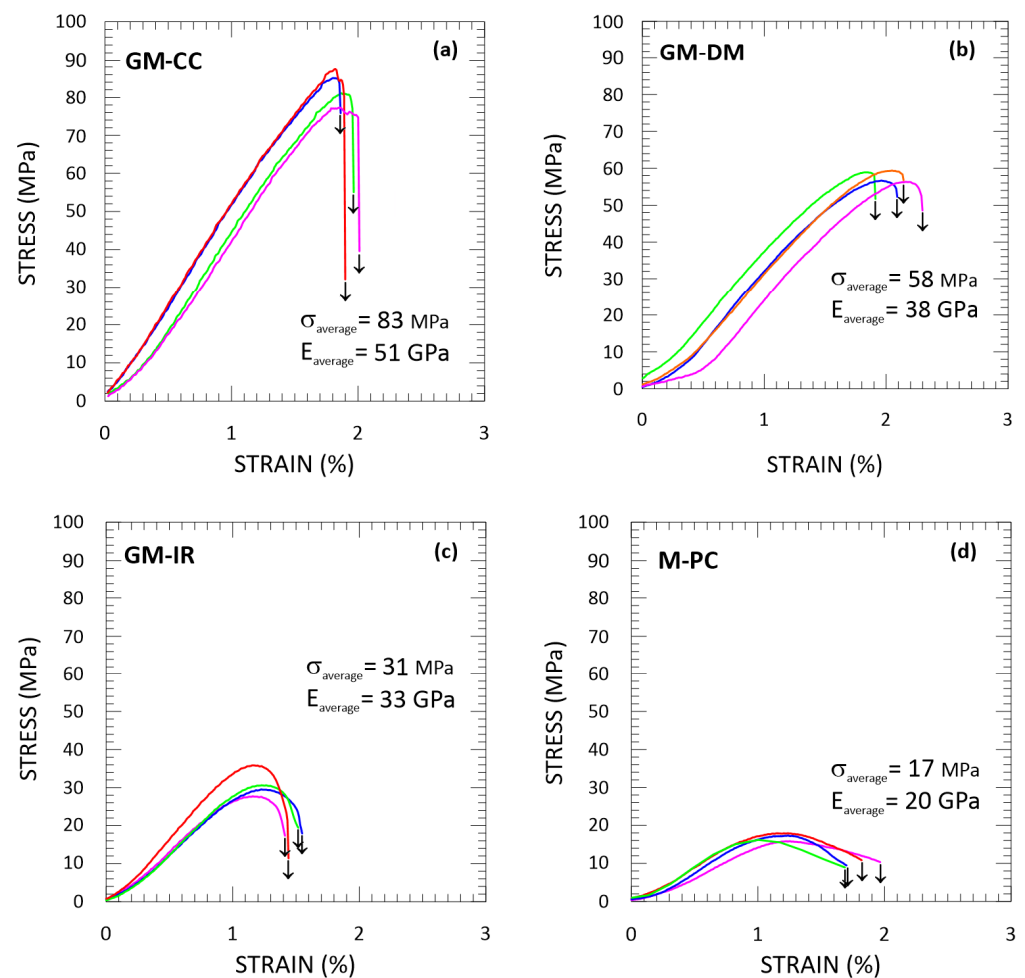 GM-CC
(a)
100
90
80
70
60
50
40
30
20
10
0
STRESS (MPa)
σaverage = 83 MPa
Eaverage = 51 GPa
0 1 2 3
STRAIN (%)
GM-DM
(b)
100
90
80
70
60
50
40
30
20
10
0
STRESS (MPa)
σaverage = 58 MPa
Eaverage = 38 GPa
0 1 2 3
STRAIN (%)
GM-IR
(c)
100
90
80
70
60
50
40
30
20
10
0
STRESS (MPa)
σaverage = 31 MPa
Eaverage = 33 GPa
0 1 2 3
STRAIN (%)
M-PC
(d)
100
90
80
70
60
50
40
30
20
10
0
STRESS (MPa)
σaverage = 17 MPa
Eaverage = 20 GPa
0 1 2 3
STRAIN (%)